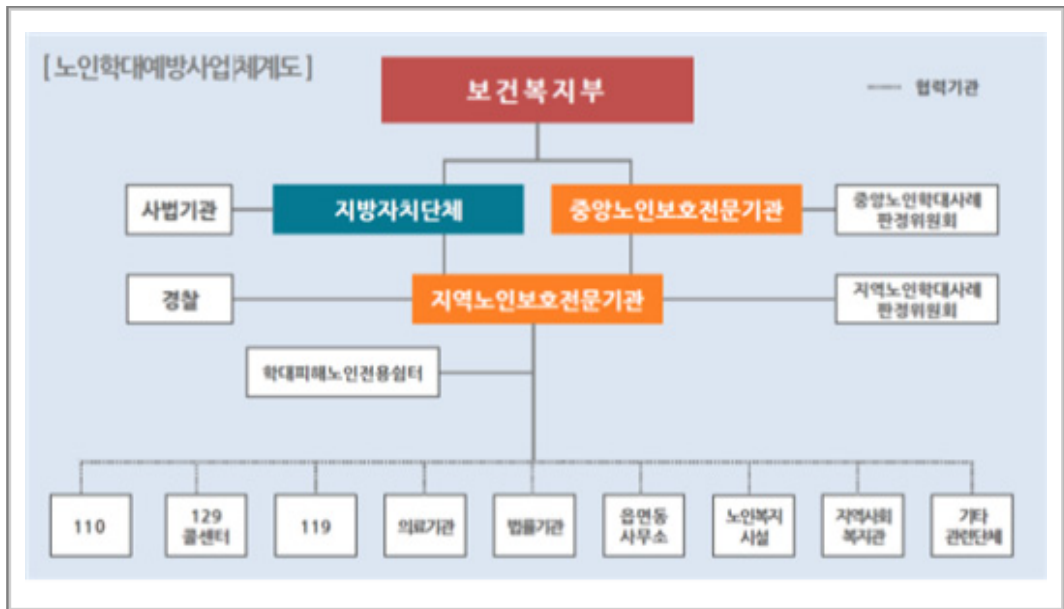 [ 노인학대예방사업체계도 ]
보건복지부
협력기관
사법기관
지방자치단체
중앙노인보호전문기관
중앙노인학대사례
판정위원회
경찰
지역노인보호전문기관
지역노인학대사례
판정위원회
학대피해노인전용쉼터
110
129
콜센터
119
의료기관
법률기관
읍면동
사무소
노인복지
시설
지역사회
복지관
기타
관련단체